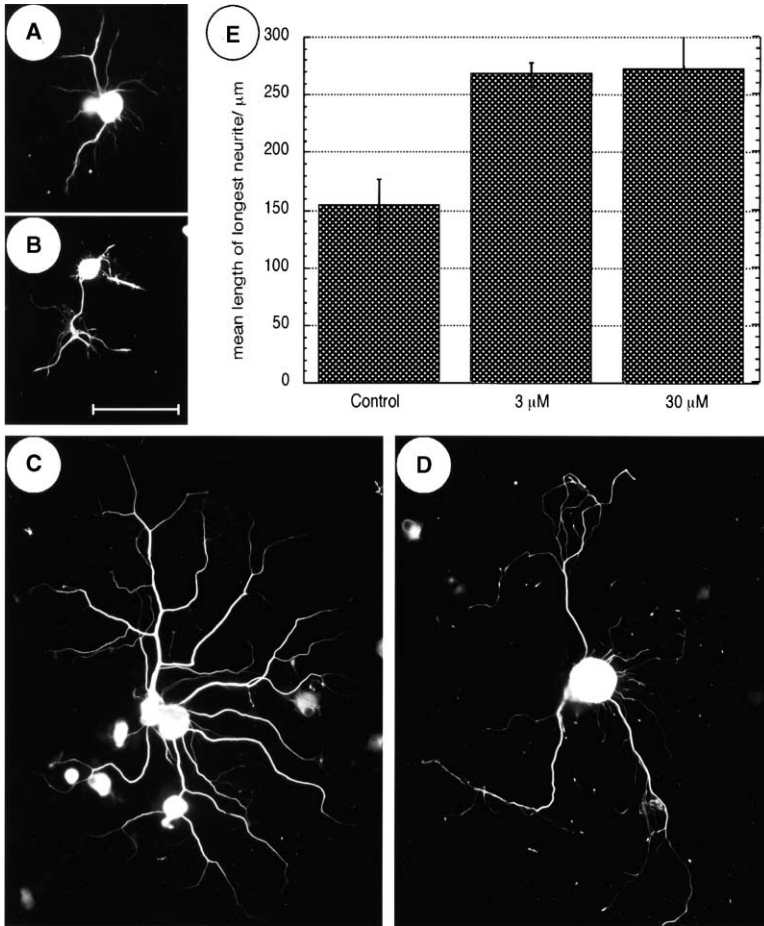 A
E
300
250
200
150
100
50
0
mean length of longest neurite/ µm
Control
3 µM
30 µM
B
C
D